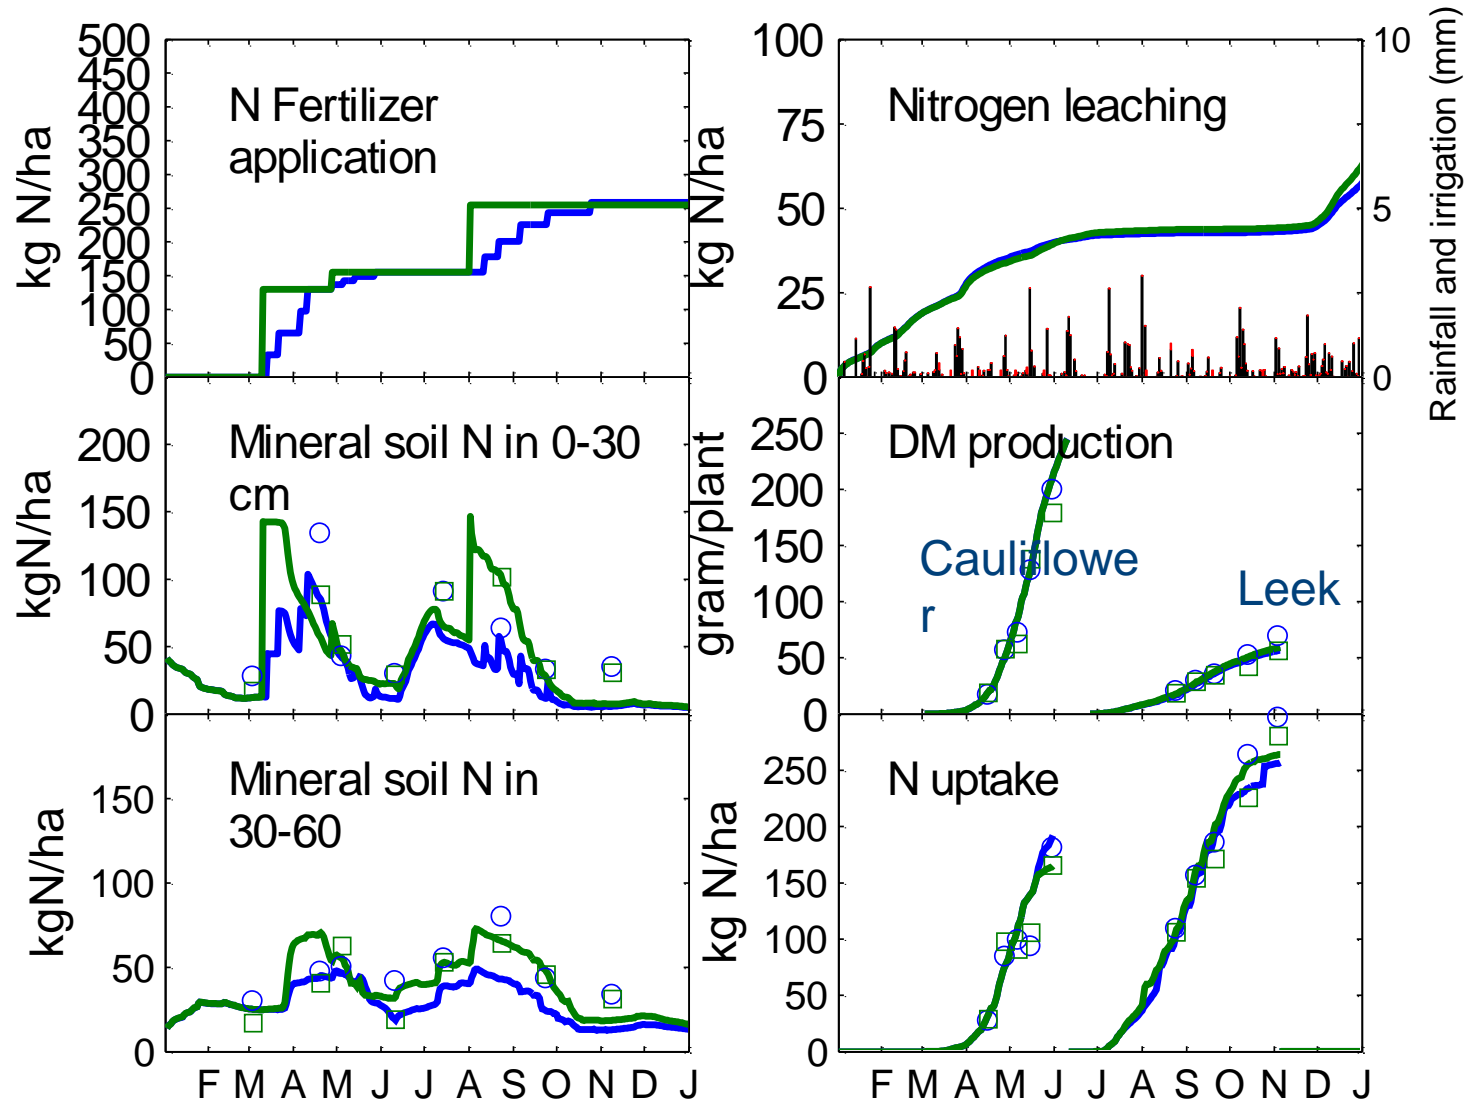 500
450
400
350
300
250
200
150
100
50
0
kg N/ha
N Fertilizer
application
100
75
50
25
0
kg N/ha
Nitrogen leaching
10
5
0
Rainfall and irrigation (mm)
200
150
100
50
0
kgN/ha
Mineral soil N in 0-30
cm
250
200
150
100
50
0
gram/plant
DM production
Cauliflowe
r
Leek
150
100
50
0
kgN/ha
Mineral soil N in
30-60
250
200
150
100
50
0
kg N/ha
N uptake
F M A M J J A S O N D J
F M A M J J A S O N D J